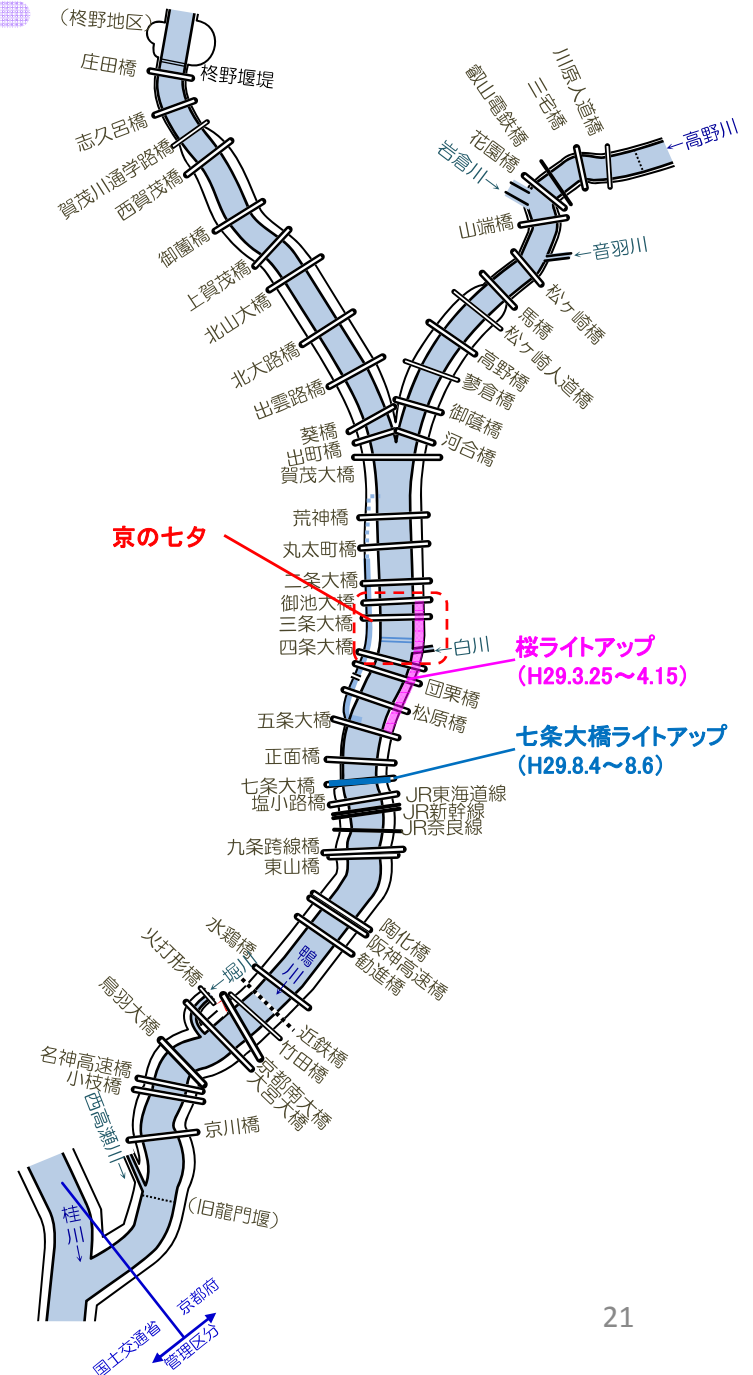 （柊野地区）
庄田橋
柊野堰堤
志久呂橋
賀茂川通学路橋
西賀茂橋
御薗橋
上賀茂橋
北山大橋
北大路橋
出雲路橋
葵橋
出町橋
賀茂大橋
川原人道橋
三宅橋
叡山電鉄橋
花園橋
岩倉川→
←高野川
山端橋
←音羽川
松ヶ崎橋
馬橋
松ヶ崎人道橋
高野橋
蓼倉橋
御蔭橋
河合橋
荒神橋
丸太町橋
京の七夕
二条大橋
御池大橋
三条大橋
四条大橋
←白川
桜ライトアップ
（H29.3.25～4.15）
団栗橋
松原橋
五条大橋
七条大橋ライトアップ
（H29.8.4～8.6）
正面橋
七条大橋
塩小路橋
JR東海道線
JR新幹線
JR奈良線
九条跨線橋
東山橋
陶化橋
阪神高速橋
勧進橋
水鶏橋
鴨川→
火打形橋
鳥羽大橋
近鉄橋
竹田橋
京都南大橋
大宮大橋
名神高速橋
小枝橋
西高瀬川→
京川橋
（旧龍門堰）
桂川→
京都府
国土交通省
管理区分
21